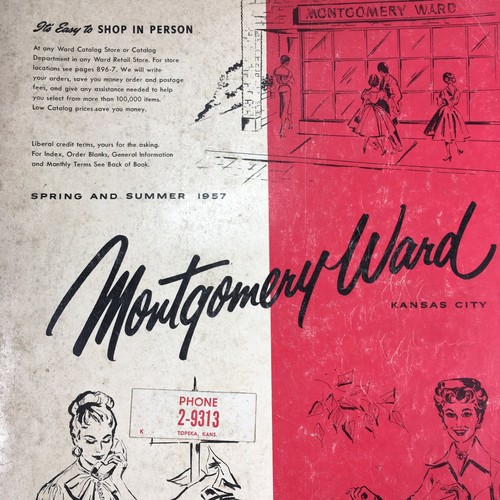 It's Easy to SHOP IN PERSON
At any Ward Catalog Store or Catalog
Department in any Ward Retail Store. For store
locations see pages 896-7. We will write
your orders, save you money order and postage
fees, and give any assistance needed to help
you select from more than 100,000 items.
Low Catalog prices save you money.
MONTGOMERY WARD
Liberal credit terms, yours for the asking.
For Index, Order Blanks, General Information
and Monthly Terms See Back of Book.
SPRING AND SUMMER 1957
Montgomery Ward
KANSAS CITY
PHONE
2-9313
K TOPEKA, KANS.